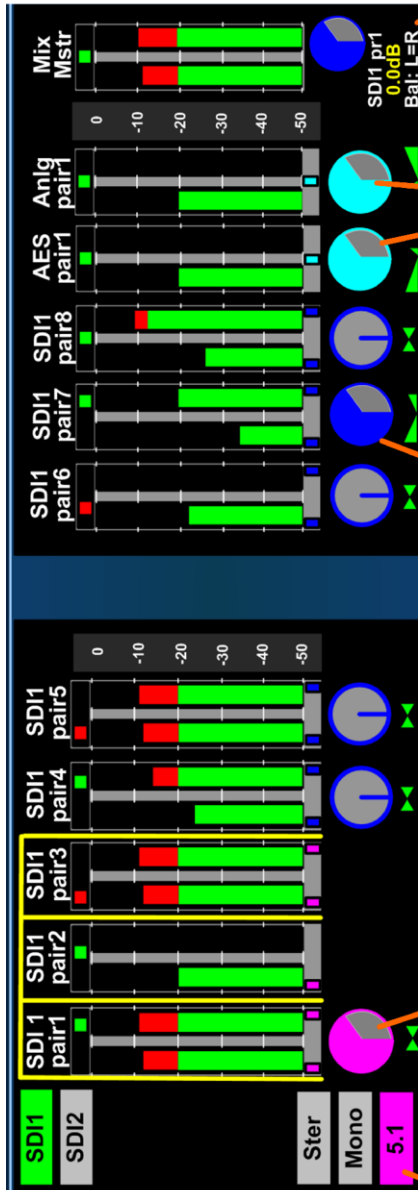 SDI1
SDI2
Ster
Mono
5.1
SDI 1
pair1
SDI1
pair2
SDI1
pair3
SDI1
pair4
SDI1
pair5
0
-10
-20
-30
-40
-50
SDI1
pair6
SDI1
pair7
SDI1
pair8
AES
pair1
Anlg
pair1
0
-10
-20
-30
-40
-50
Mix
Mstr
SDI1 pr1
0.0dB
Bal: L=R